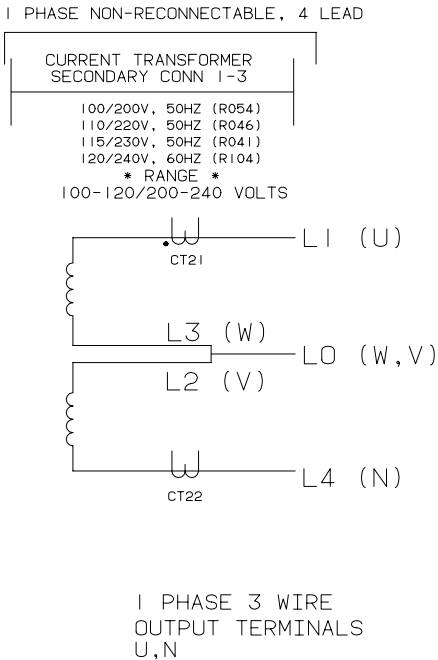 1 PHASE NON-RECONNECTABLE, 4 LEAD
CURRENT TRANSFORMER
SECONDARY CONN 1-3
100/200V, 50HZ (R054)
110/220V, 50HZ (R046)
115/230V, 50HZ (R041)
120/240V, 60HZ (R104)
* RANGE *
100-120/200-240 VOLTS
L1 (U)
CT21
L3 (W)
L0 (W,V)
L2 (V)
L4 (N)
CT22
1 PHASE 3 WIRE
OUTPUT TERMINALS
U,N